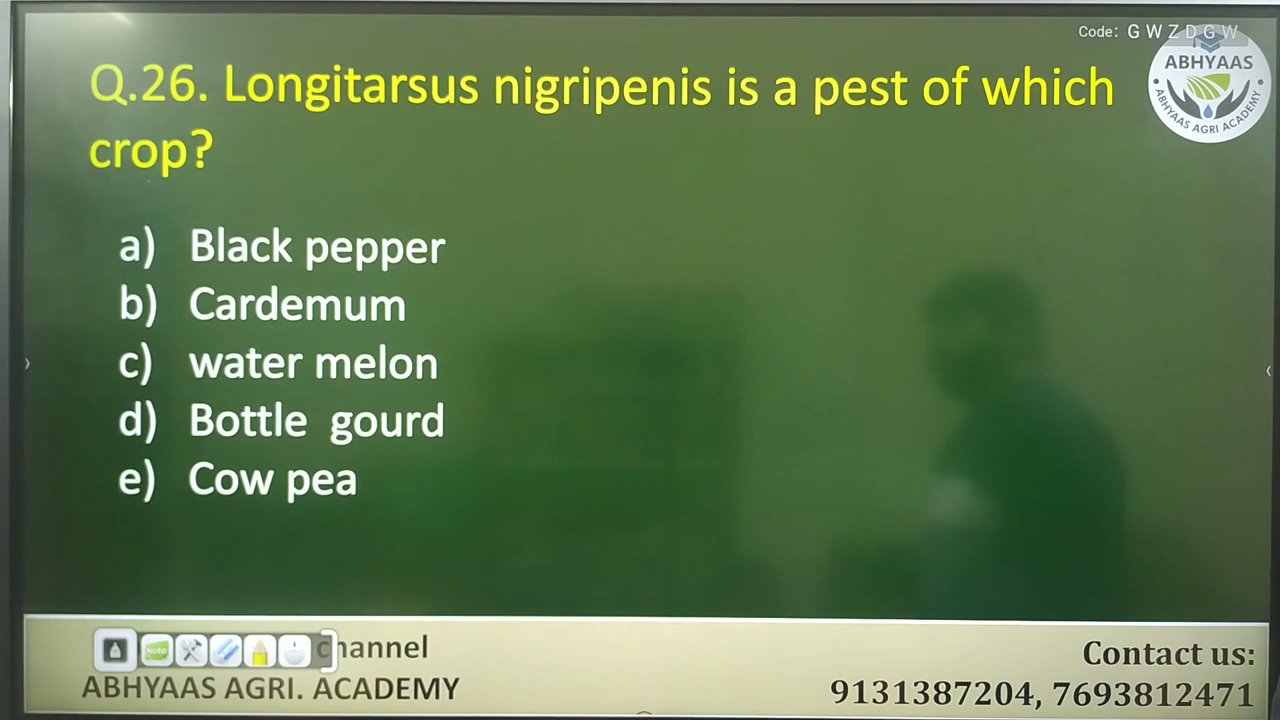 Code: G W Z D G W
Q.26. Longitarsus nigripenis is a pest of which
crop?
ABHYAAS
ABHYAAS AGRI ACADEMY
a) Black pepper
b) Cardemum
c) water melon
d) Bottle gourd
e) Cow pea
Note
channel
ABHYAAS AGRI. ACADEMY
Contact us:
9131387204, 7693812471